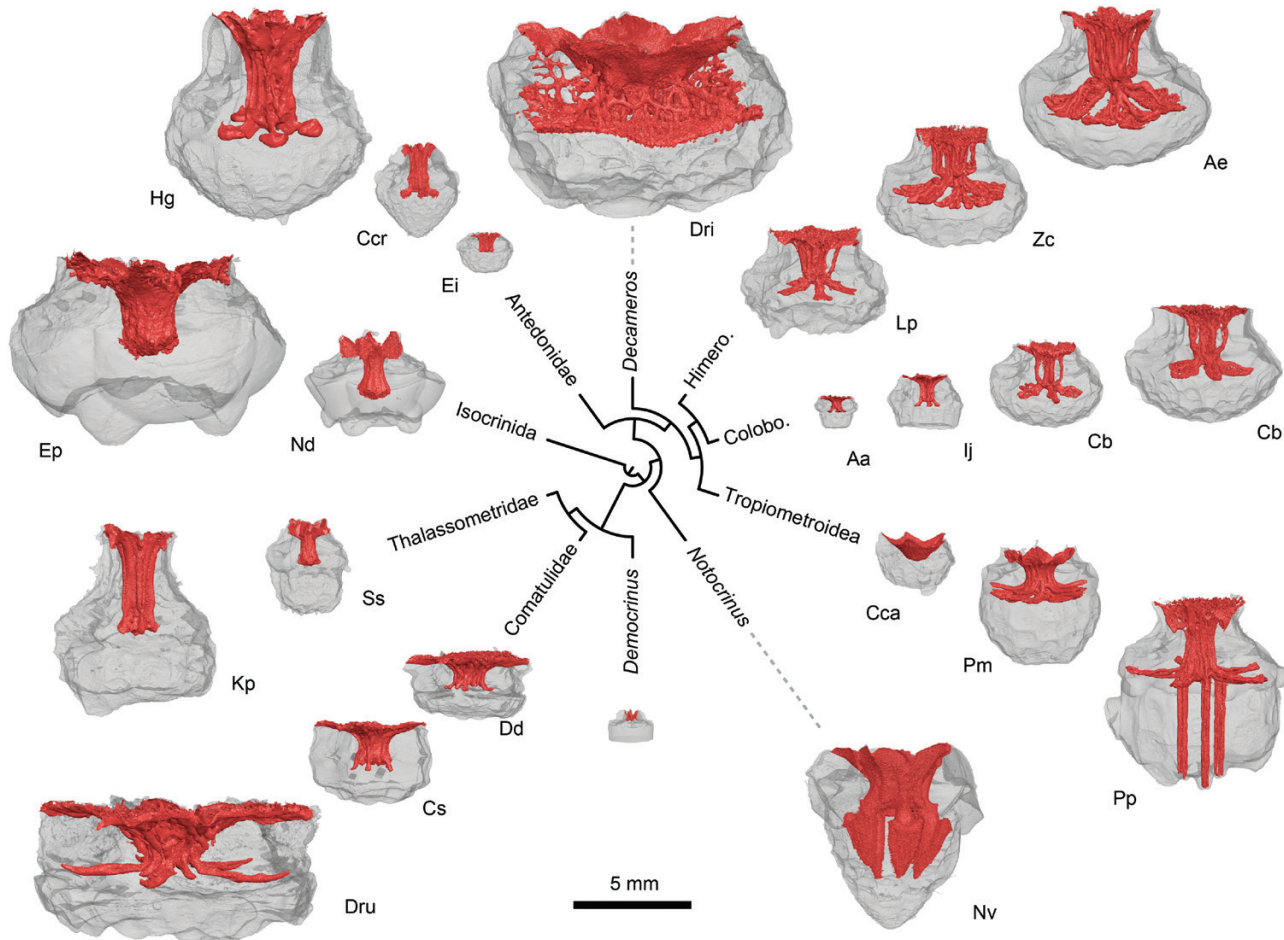 Hg
Ccr
Ei
Dri
Ae
Zc
Lp
Ep
Nd
Antedonidae
Decameros
Himero.
Colobo.
Aa
Ij
Cb
Cb
Isocrinida
Thalassometridae
Comatulidae
Democrinus
Notocrinus
Tropiometroidea
Kp
Ss
Dd
Cs
Dru
Cca
Pm
Pp
Nv
5 mm